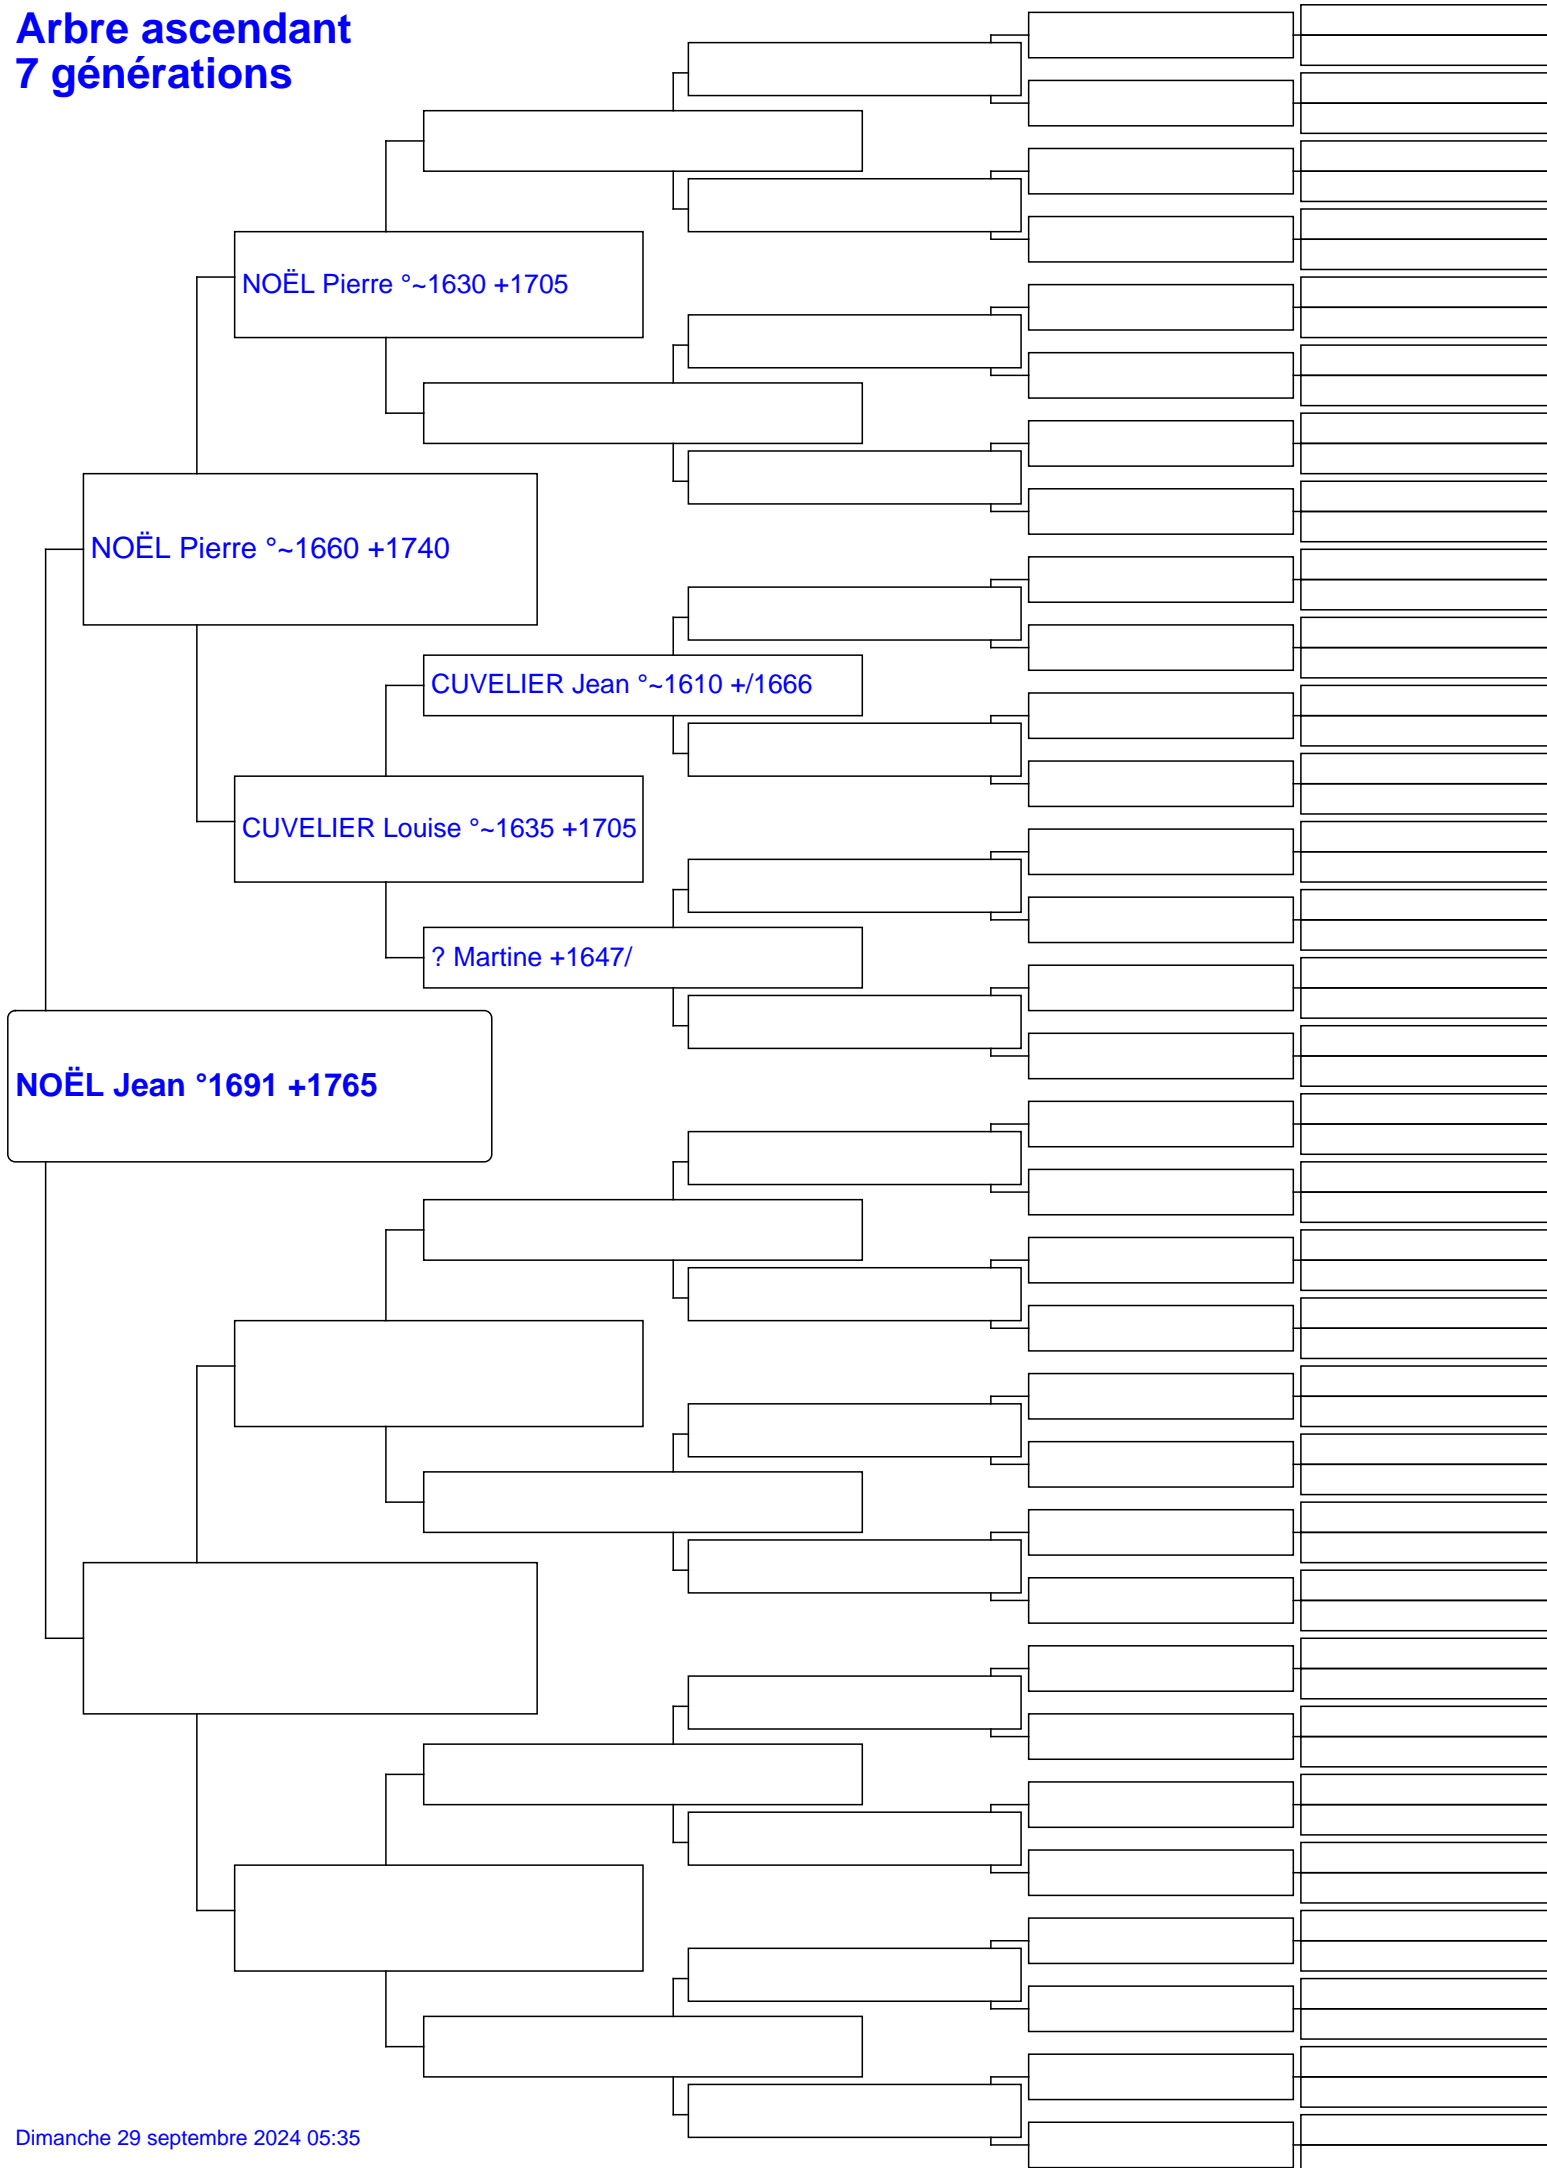 Arbre ascendant
7 générations
NOËL Pierre °~1630 +1705
NOËL Pierre °~1660 +1740
CUVELIER Jean °~1610 +/1666
CUVELIER Louise °~1635 +1705
? Martine +1647/
NOËL Jean °1691 +1765
Dimanche 29 septembre 2024 05:35